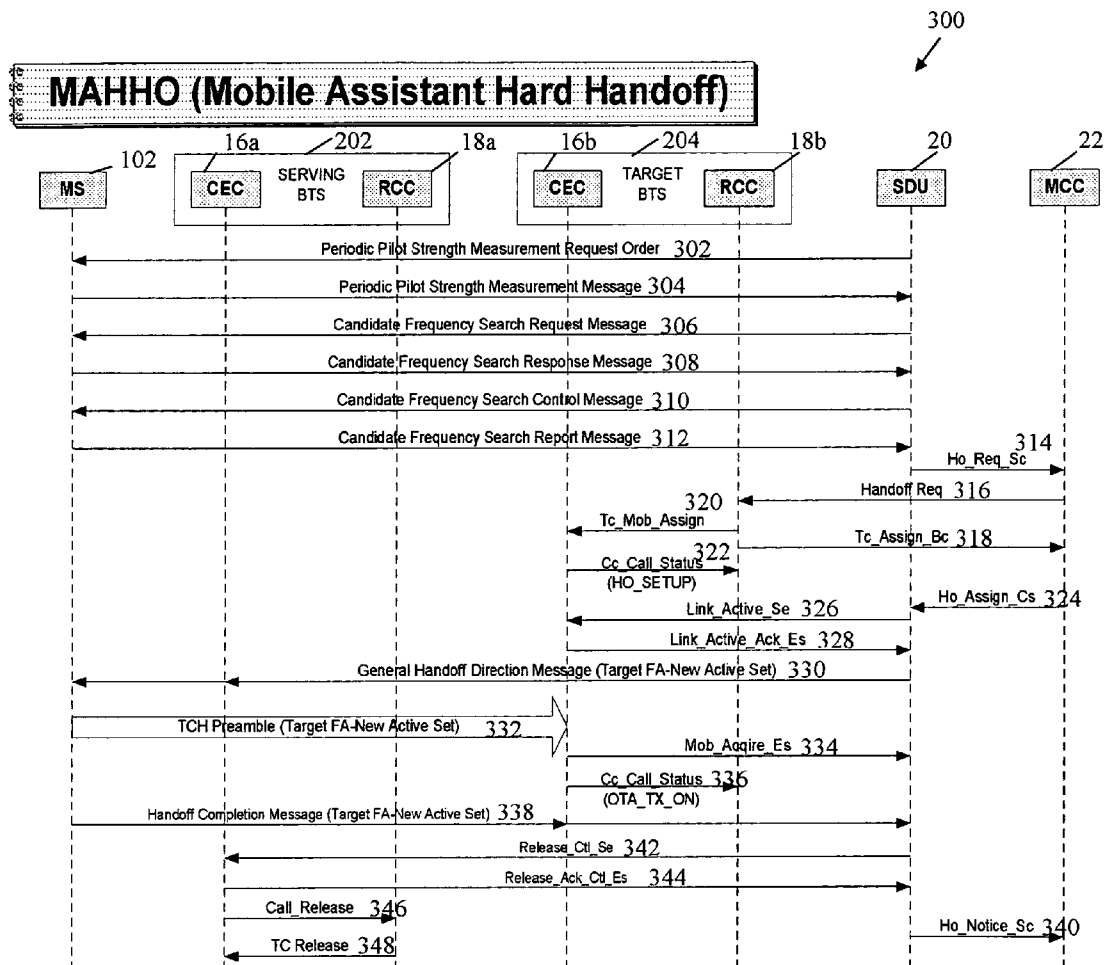 300
MAHHO (Mobile Assistant Hard Handoff)
102 16a 202 18a 16b 204 18b 20 22
MS CEC SERVING BTS RCC CEC TARGET BTS RCC SDU MCC
Periodic Pilot Strength Measurement Request Order 302
Periodic Pilot Strength Measurement Message 304
Candidate Frequency Search Request Message 306
Candidate Frequency Search Response Message 308
Candidate Frequency Search Control Message 310
Candidate Frequency Search Report Message 312
314
Ho_Req_Sc
Handoff Req 316
320
Tc_Mob_Assign
Tc_Assign_Bc 318
322
Cc_Call_Status
(HO_SETUP)
Ho_Assign_Cs 324
Link_Active_Se 326
Link_Active_Ack_Es 328
General Handoff Direction Message (Target FA-New Active Set) 330
TCH Preamble (Target FA-New Active Set) 332
Mob_Acqire_Es 334
Cc_Call_Status 336
(OTA_TX_ON)
Handoff Completion Message (Target FA-New Active Set) 338
Release_Ctl_Se 342
Release_Ack_Ctl_Es 344
Call_Release 346
Ho_Notice_Sc 340
TC Release 348